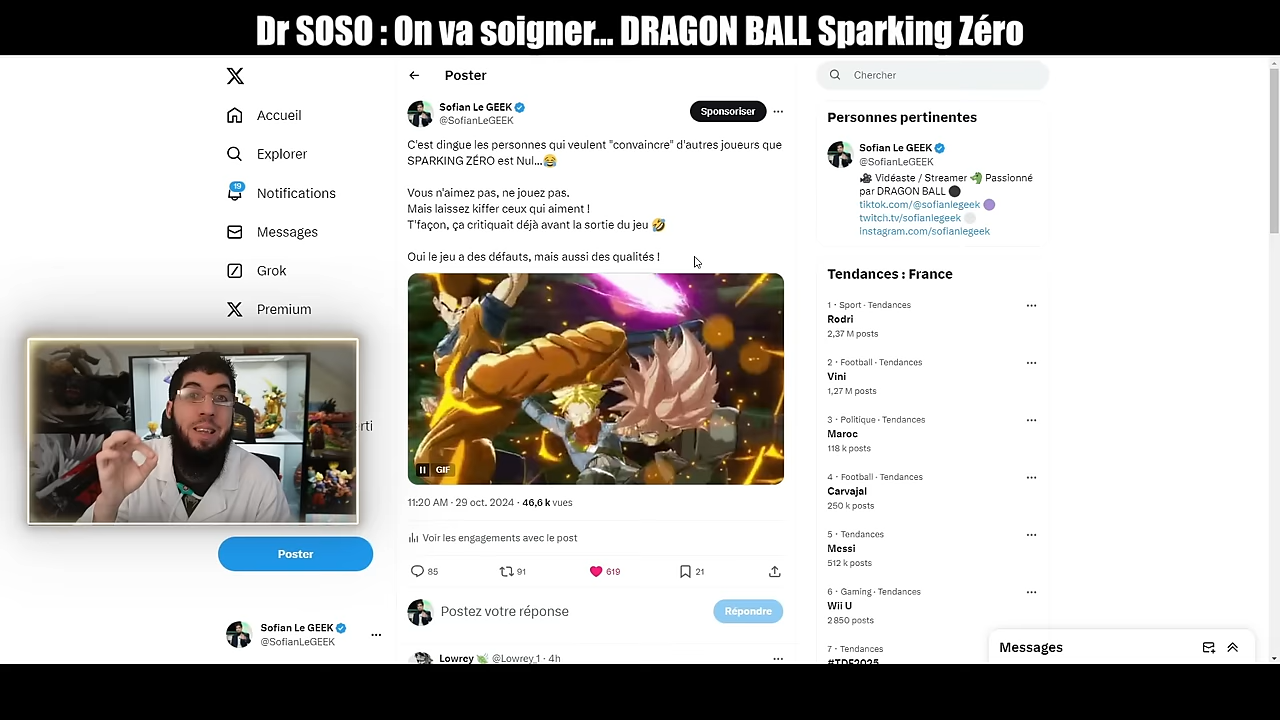 Dr SOSO : On va soigner... DRAGON BALL Sparking Zéro
Accueil
Explorer
19
Notifications
Messages
Grok
Premium
rti
Poster
Sofian Le GEEK
@SofianLeGEEK
Poster
Sofian Le GEEK
@SofianLeGEEK
Sponsoriser
C'est dingue les personnes qui veulent "convaincre" d'autres joueurs que
SPARKING ZÉRO est Nul...😂
Vous n'aimez pas, ne jouez pas.
Mais laissez kiffer ceux qui aiment !
T'façon, ça critiquait déjà avant la sortie du jeu 🤣
Oui le jeu a des défauts, mais aussi des qualités !
GIF
11:20 AM · 29 oct. 2024 · 46,6 k vues
Voir les engagements avec le post
85 91 619 21
Postez votre réponse
Répondre
Lowrey @Lowrey_1 · 4h
Chercher
Personnes pertinentes
Sofian Le GEEK
@SofianLeGEEK
🎥 Vidéaste / Streamer 🐉 Passionné
par DRAGON BALL
tiktok.com/@sofianlegeek
twitch.tv/sofianlegeek
instagram.com/sofianlegeek
Tendances : France
1 · Sport · Tendances
Rodri
2,37 M posts
2 · Football · Tendances
Vini
1,27 M posts
3 · Politique · Tendances
Maroc
118 k posts
4 · Football · Tendances
Carvajal
250 k posts
5 · Tendances
Messi
512 k posts
6 · Gaming · Tendances
Wii U
2 850 posts
7 · Tendances
#TDF2025
Messages